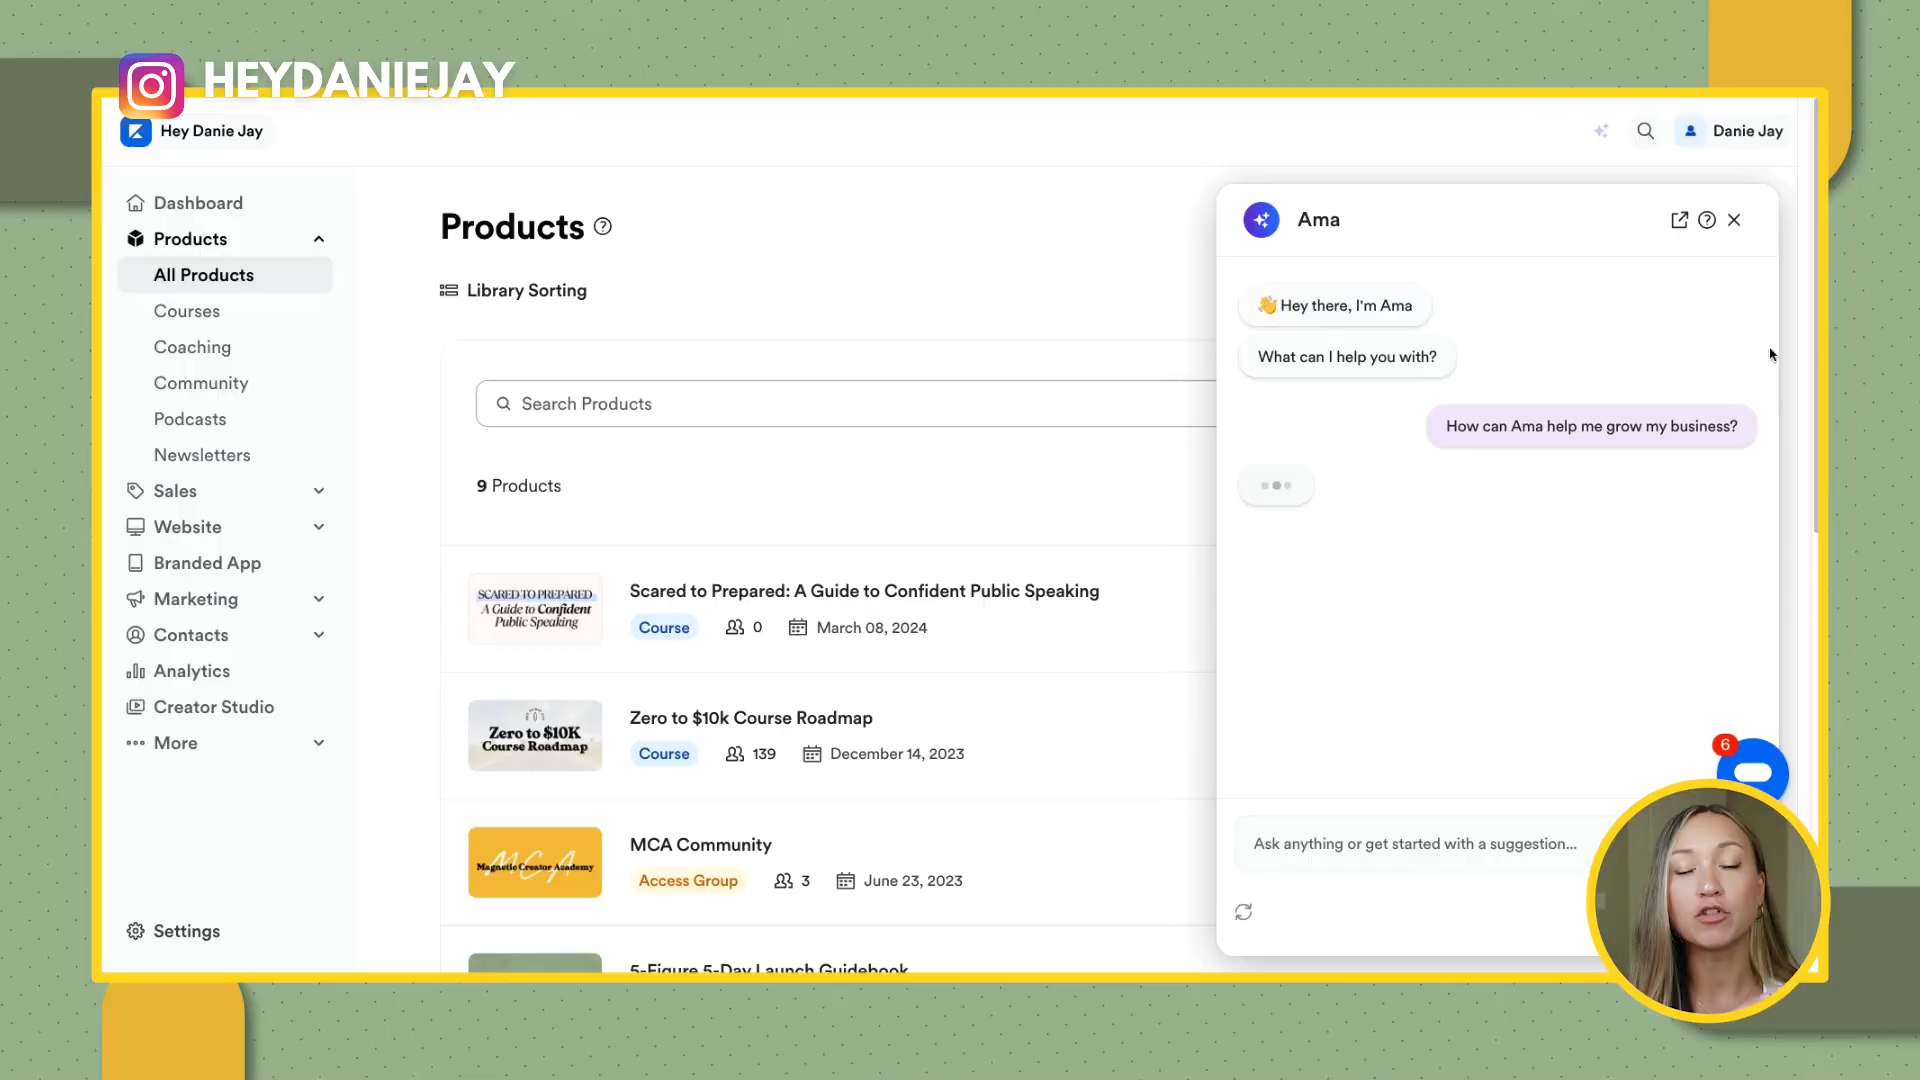 HEYDANIEJAY
Hey Danie Jay
Danie Jay
Dashboard
Products
All Products
Courses
Coaching
Community
Podcasts
Newsletters
Sales
Website
Branded App
Marketing
Contacts
Analytics
Creator Studio
More
Settings
Products
Library Sorting
Search Products
9 Products
SCARED TO PREPARED
A Guide to Confident
Public Speaking
Scared to Prepared: A Guide to Confident Public Speaking
Course 0 March 08, 2024
Zero to $10K
Course Roadmap
Zero to $10k Course Roadmap
Course 139 December 14, 2023
MCA
Magnetic Creator Academy
MCA Community
Access Group 3 June 23, 2023
5-Figure 5-Day Launch Guidebook
Ama
👋 Hey there, I'm Ama
What can I help you with?
How can Ama help me grow my business?
6
Ask anything or get started with a suggestion...